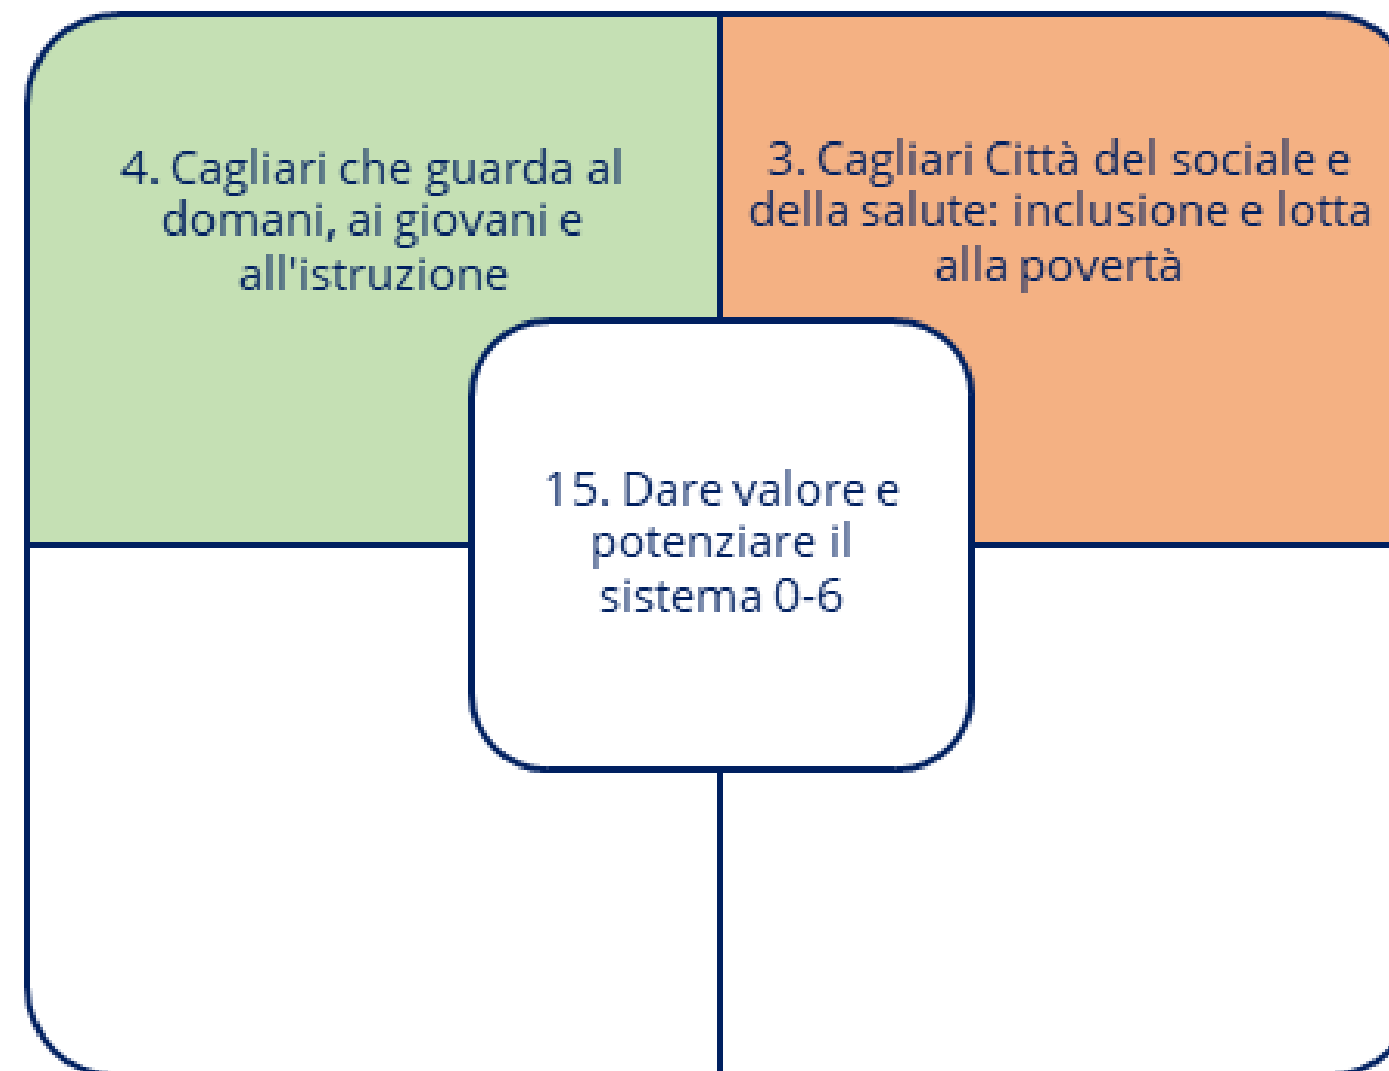 4. Cagliari che guarda al
domani, ai giovani e
all'istruzione
3. Cagliari Città del sociale e
della salute: inclusione e lotta
alla povertà
15. Dare valore e
potenziare il
sistema 0-6